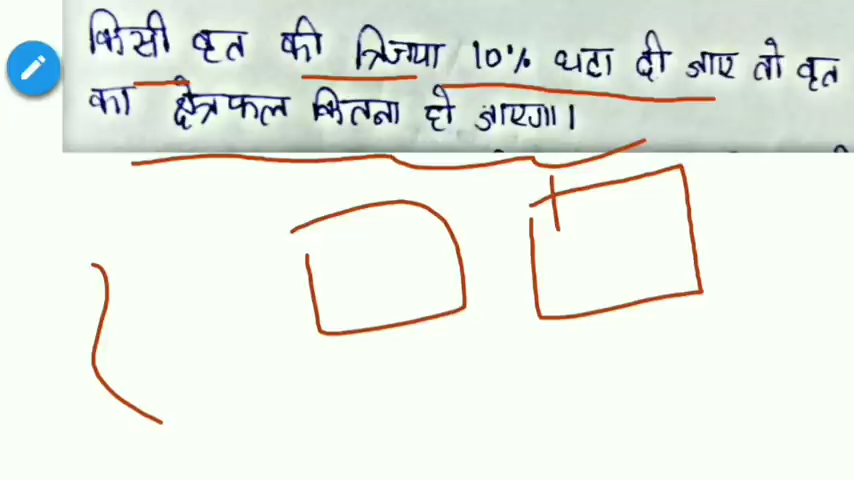 किसी वृत की त्रिज्या 10% घटा दी जाए तो वृत
का क्षेत्रफल कितना हो जाएगा।